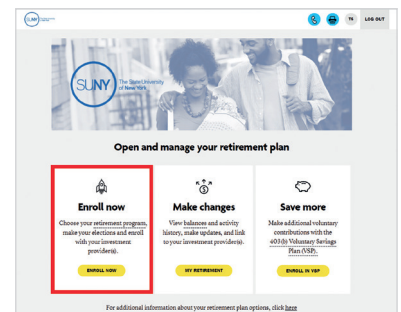 SUNY
TS
LOG OUT
SUNY
The State University
of New York
Open and manage your retirement plan
Enroll now
Choose your retirement program,
make your elections and enroll
with your investment
provider(s).
ENROLL NOW
Make changes
View balances and activity
history, make updates, and link
to your investment provider(s).
MY RETIREMENT
Save more
Make additional voluntary
contributions with the
403(b) Voluntary Savings
Plan (VSP).
ENROLL IN VSP
For additional information about your retirement plan options, click here